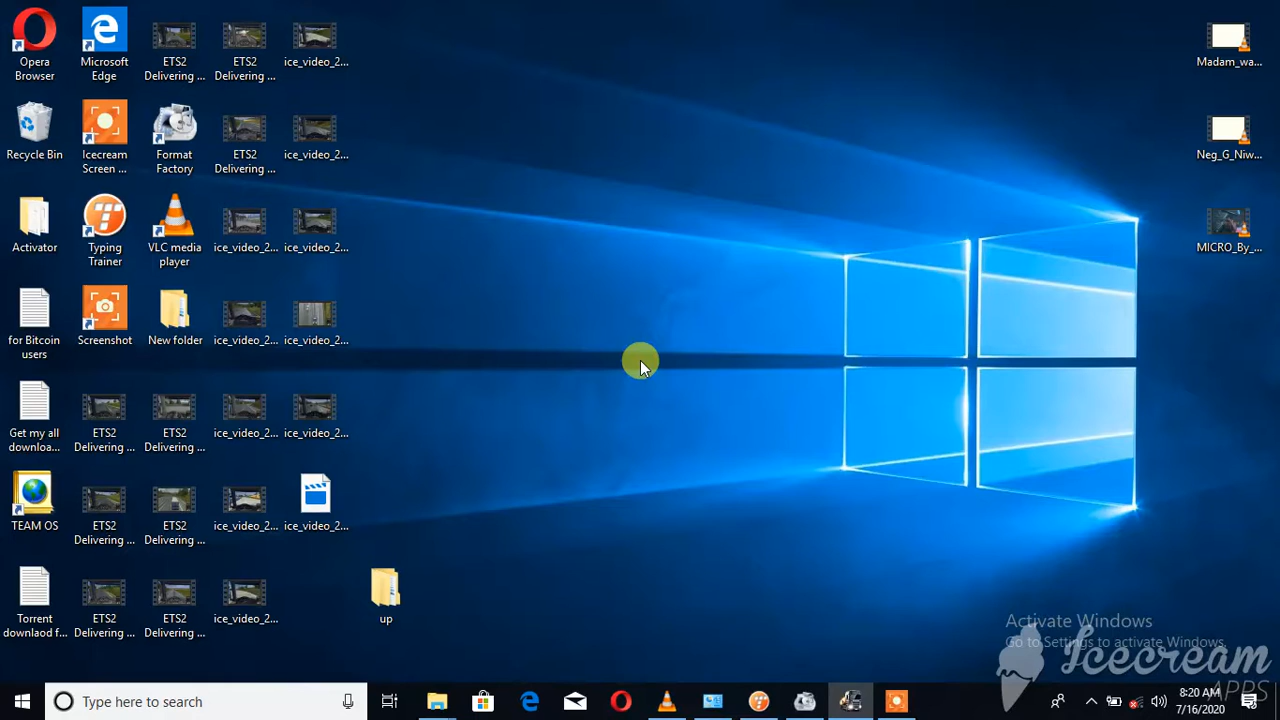 Opera
Browser
Microsoft
Edge
ETS2
Delivering ...
ETS2
Delivering ...
ice_video_2...
Madam_wa...
Recycle Bin
Icecream
Screen ...
Format
Factory
ETS2
Delivering ...
ice_video_2...
Neg_G_Niw...
Activator
Typing
Trainer
VLC media
player
ice_video_2...
ice_video_2...
MICRO_By_...
for Bitcoin
users
Screenshot
New folder
ice_video_2...
ice_video_2...
Get my all
downloa...
ETS2
Delivering ...
ETS2
Delivering ...
ice_video_2...
ice_video_2...
TEAM OS
ETS2
Delivering ...
ETS2
Delivering ...
ice_video_2...
ice_video_2...
Torrent
downlaod f...
ETS2
Delivering ...
ETS2
Delivering ...
ice_video_2...
up
Activate Windows
Go to Settings to activate Windows.
Icecream
APPS
Type here to search
:20 AM
7/16/2020